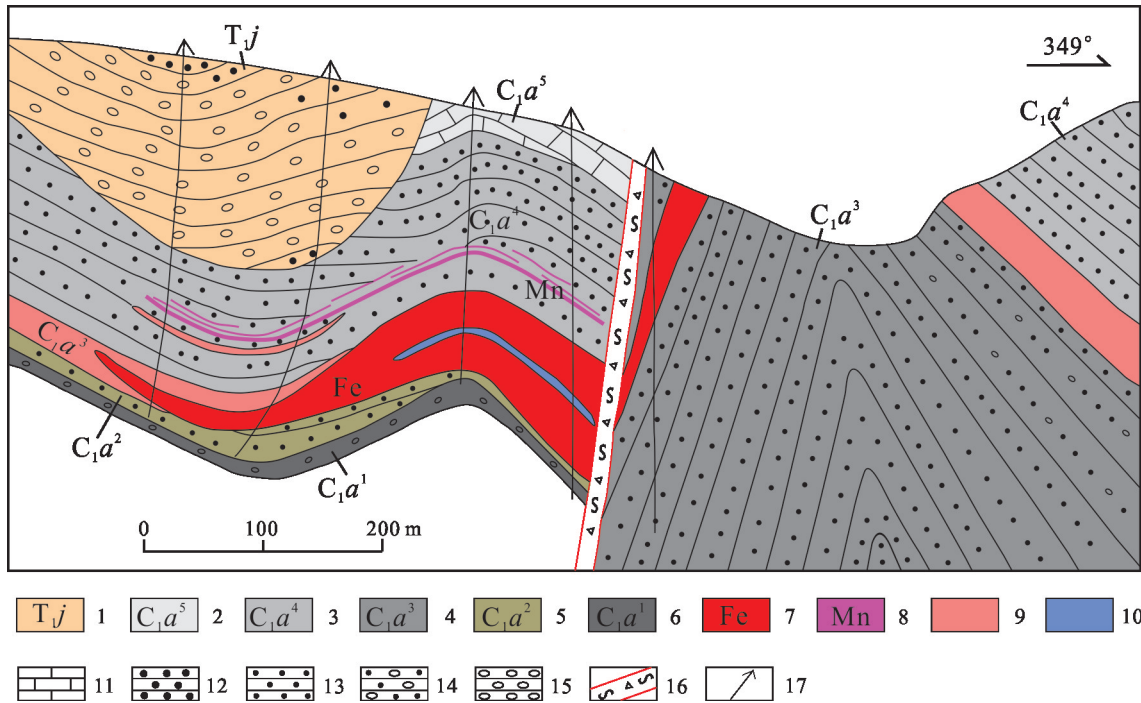 T₁j
349°
C₁a⁵
C₁a⁴
C₁a⁴
C₁a³
Mn
C₁a³
Fe
C₁a²
C₁a¹
0 100 200 m
T₁j 1 C₁a⁵ 2 C₁a⁴ 3 C₁a³ 4 C₁a² 5 C₁a¹ 6 Fe 7 Mn 8 9 10
11 12 13 14 15 16 17